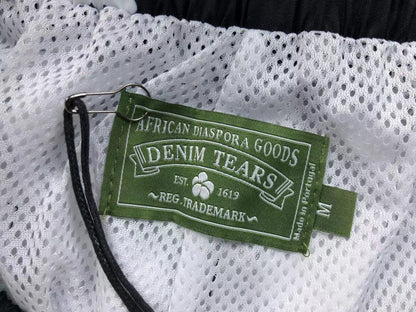 AFRICAN DIASPORA GOODS
DENIM TEARS
EST. 1619
~REG. TRADEMARK~
Made in Portugal
M